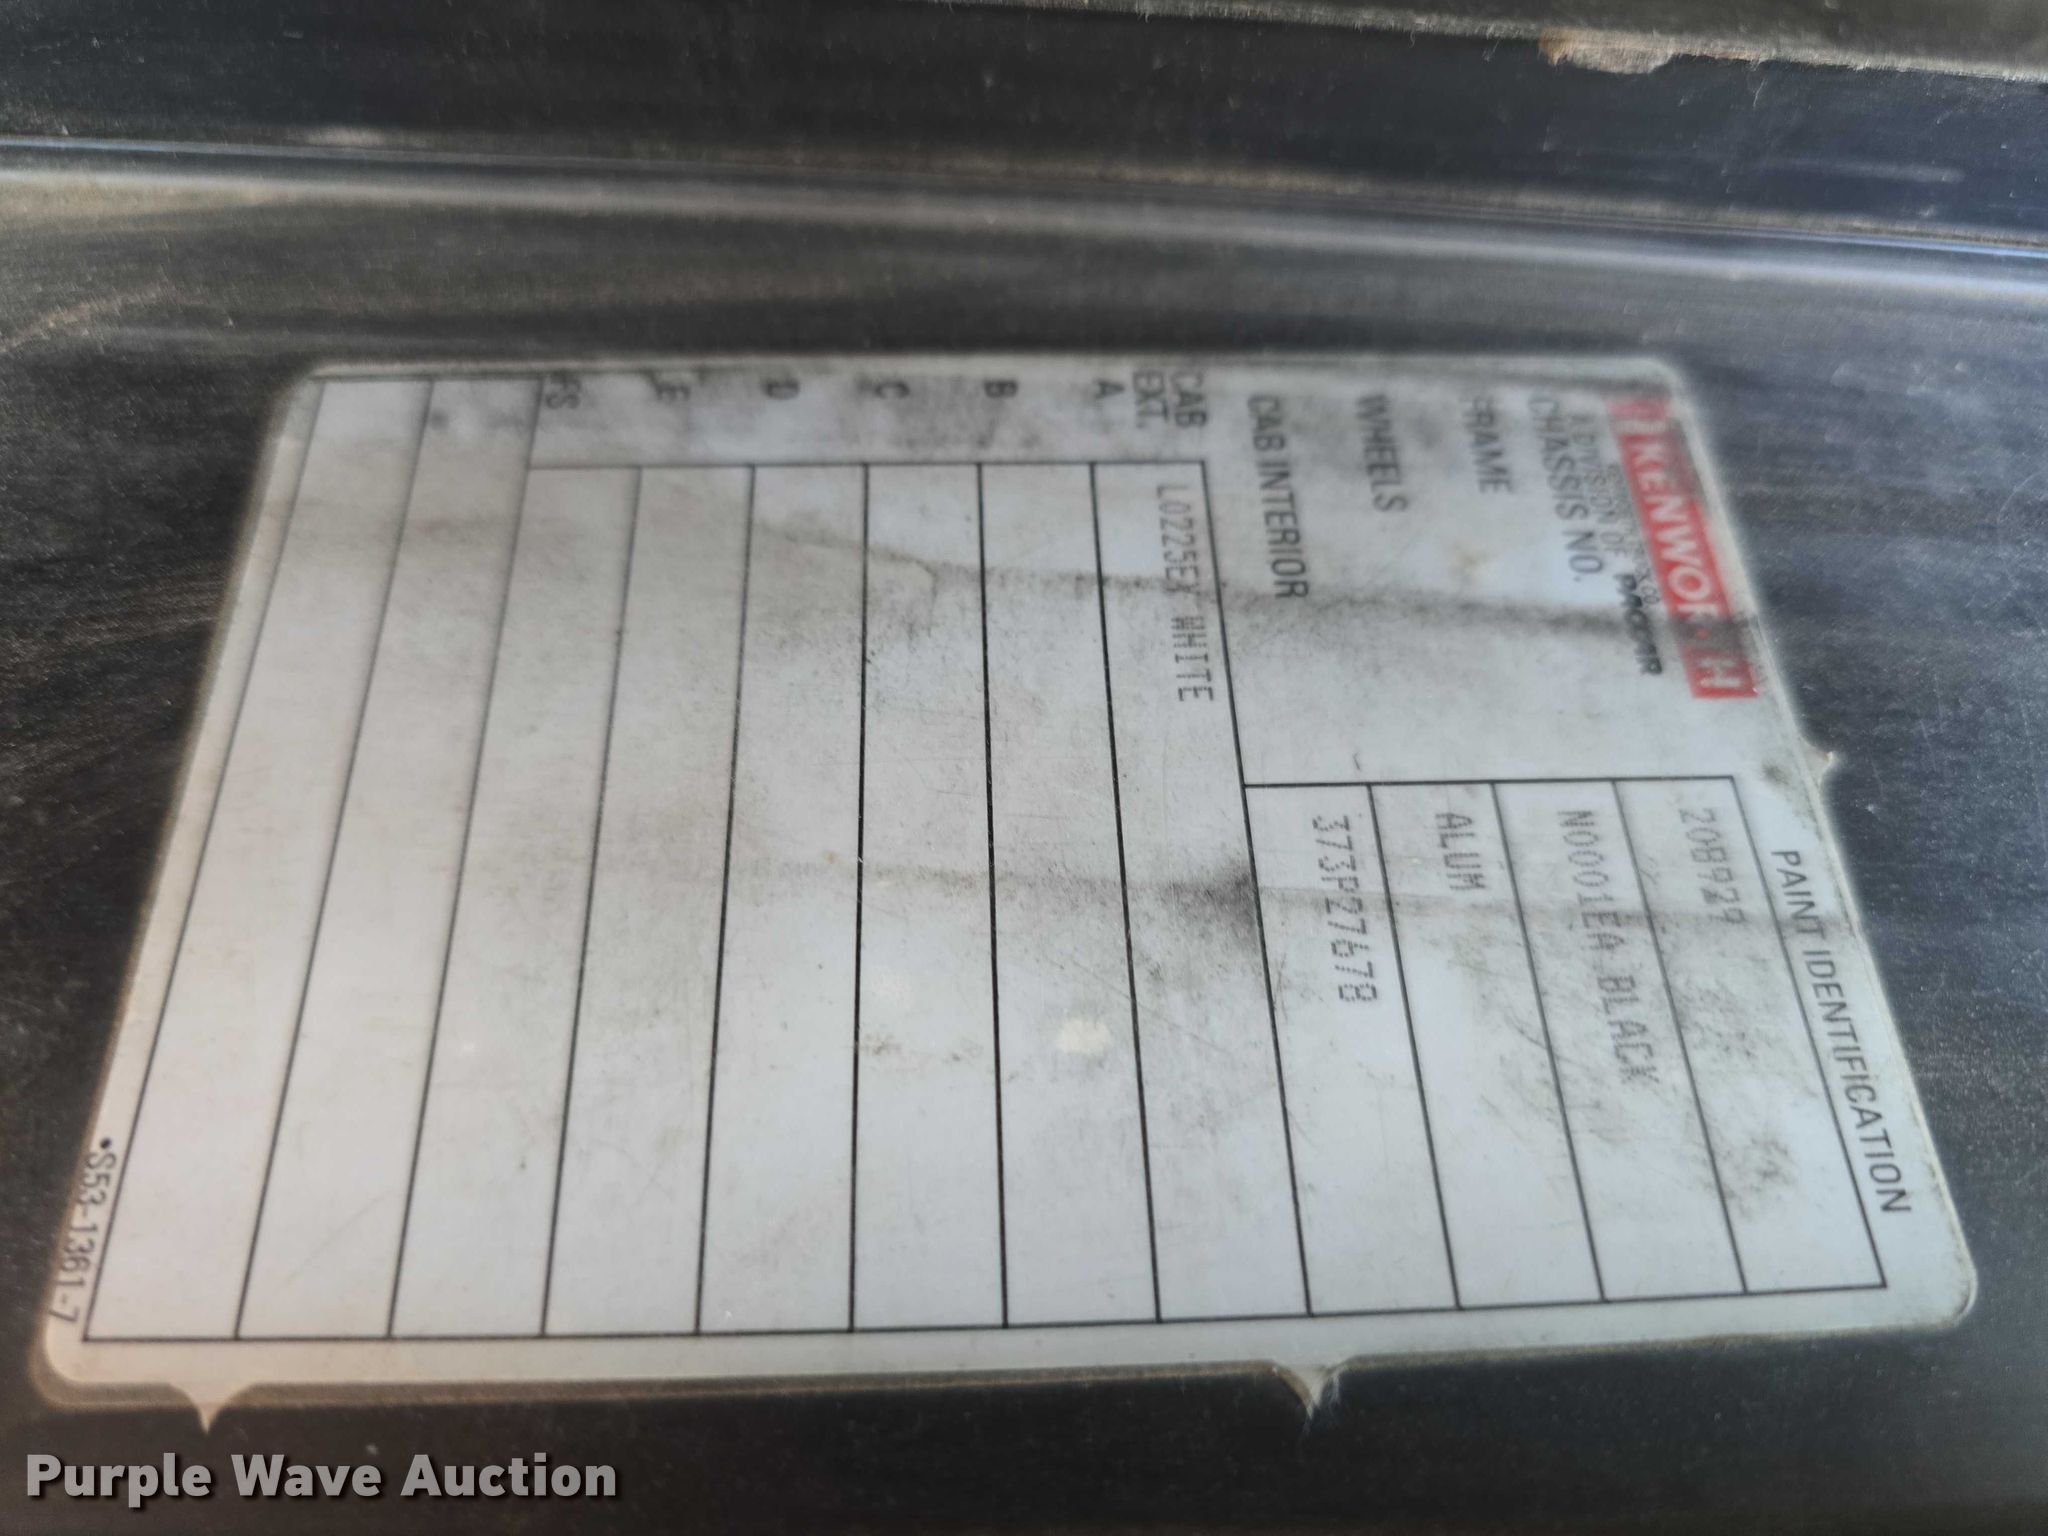 KENWORTH
PAINT IDENTIFICATION
A DIVISION OF PACCAR
CHASSIS NO. 208929
FRAME N0001EA BLACK
WHEELS ALUM
CAB INTERIOR 373P27678
CAB EXT. L0225EX WHITE
A
B
C
D
E
FS
•S53-1361-7
Purple Wave Auction